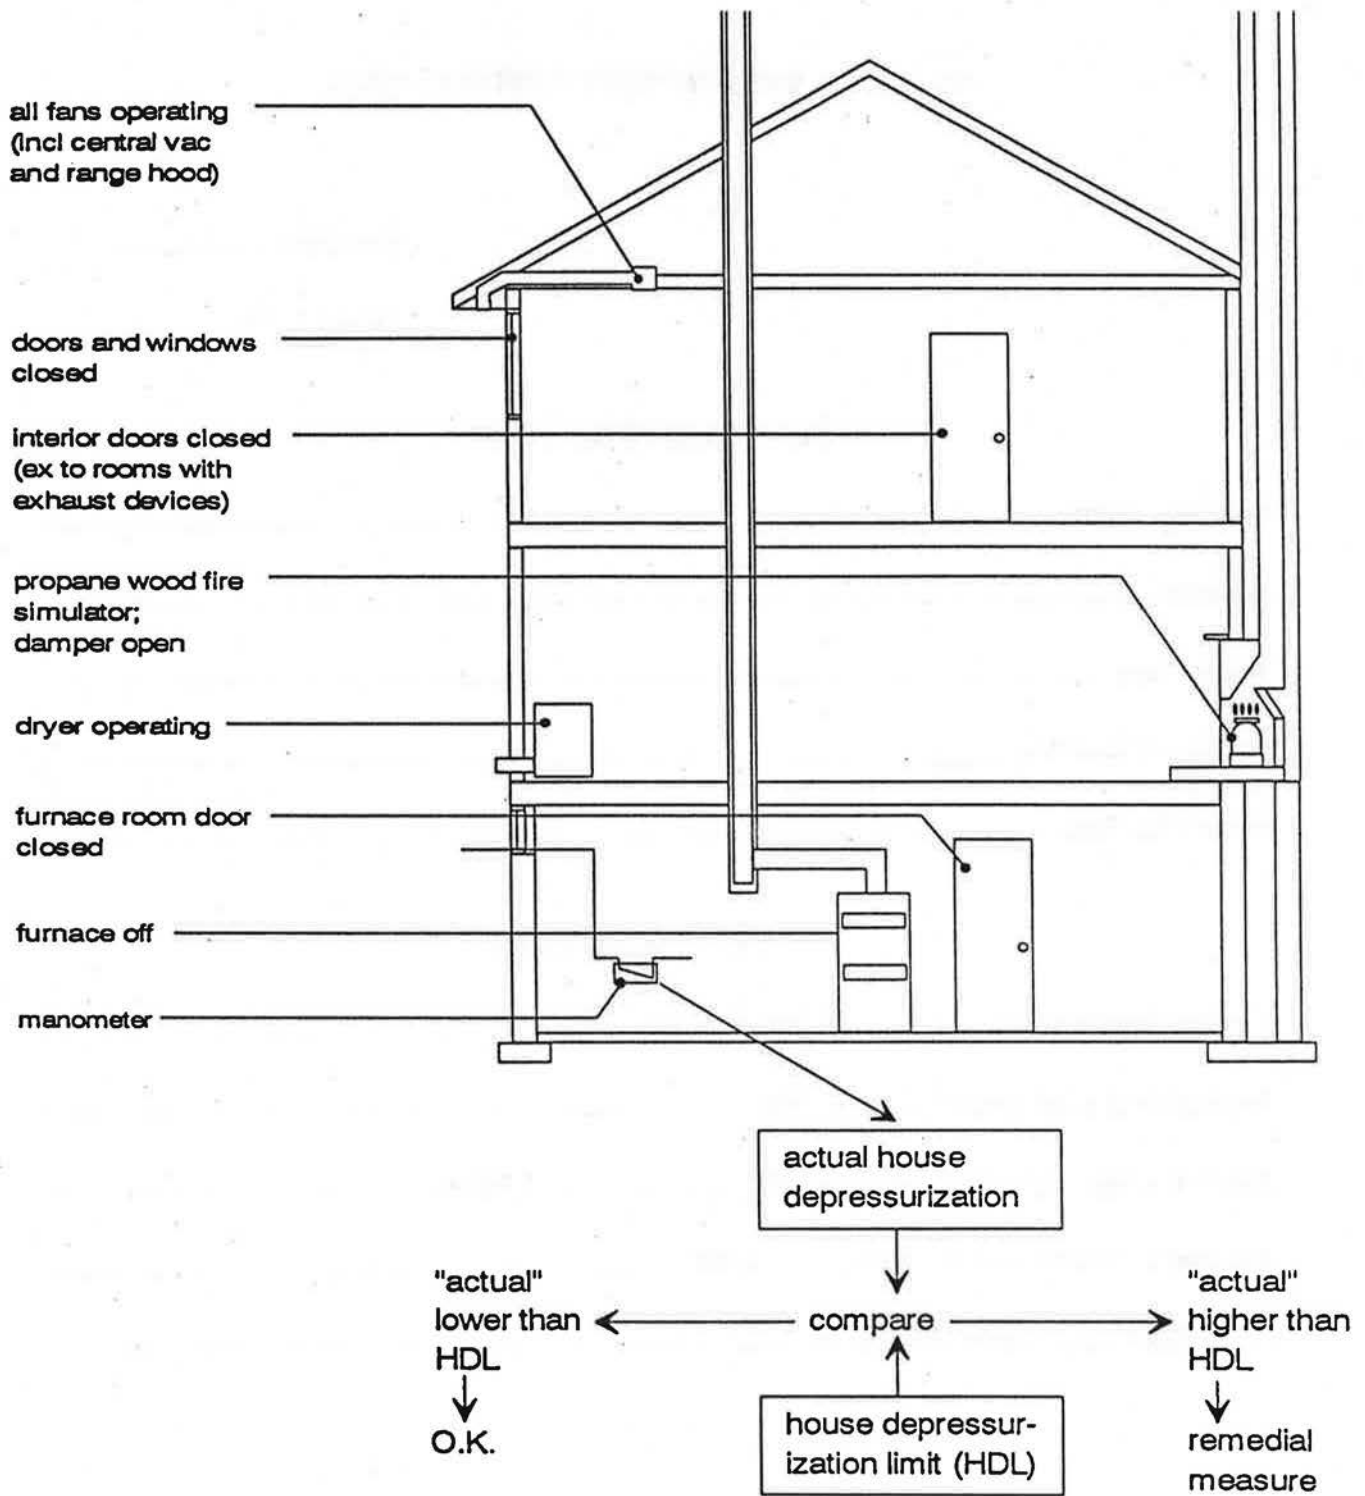 all fans operating
(incl central vac
and range hood)
doors and windows
closed
interior doors closed
(ex to rooms with
exhaust devices)
propane wood fire
simulator;
damper open
dryer operating
furnace room door
closed
furnace off
manometer
actual house
depressurization
"actual"
lower than
HDL
O.K.
compare
"actual"
higher than
HDL
remedial
measure
house depressur-
ization limit (HDL)